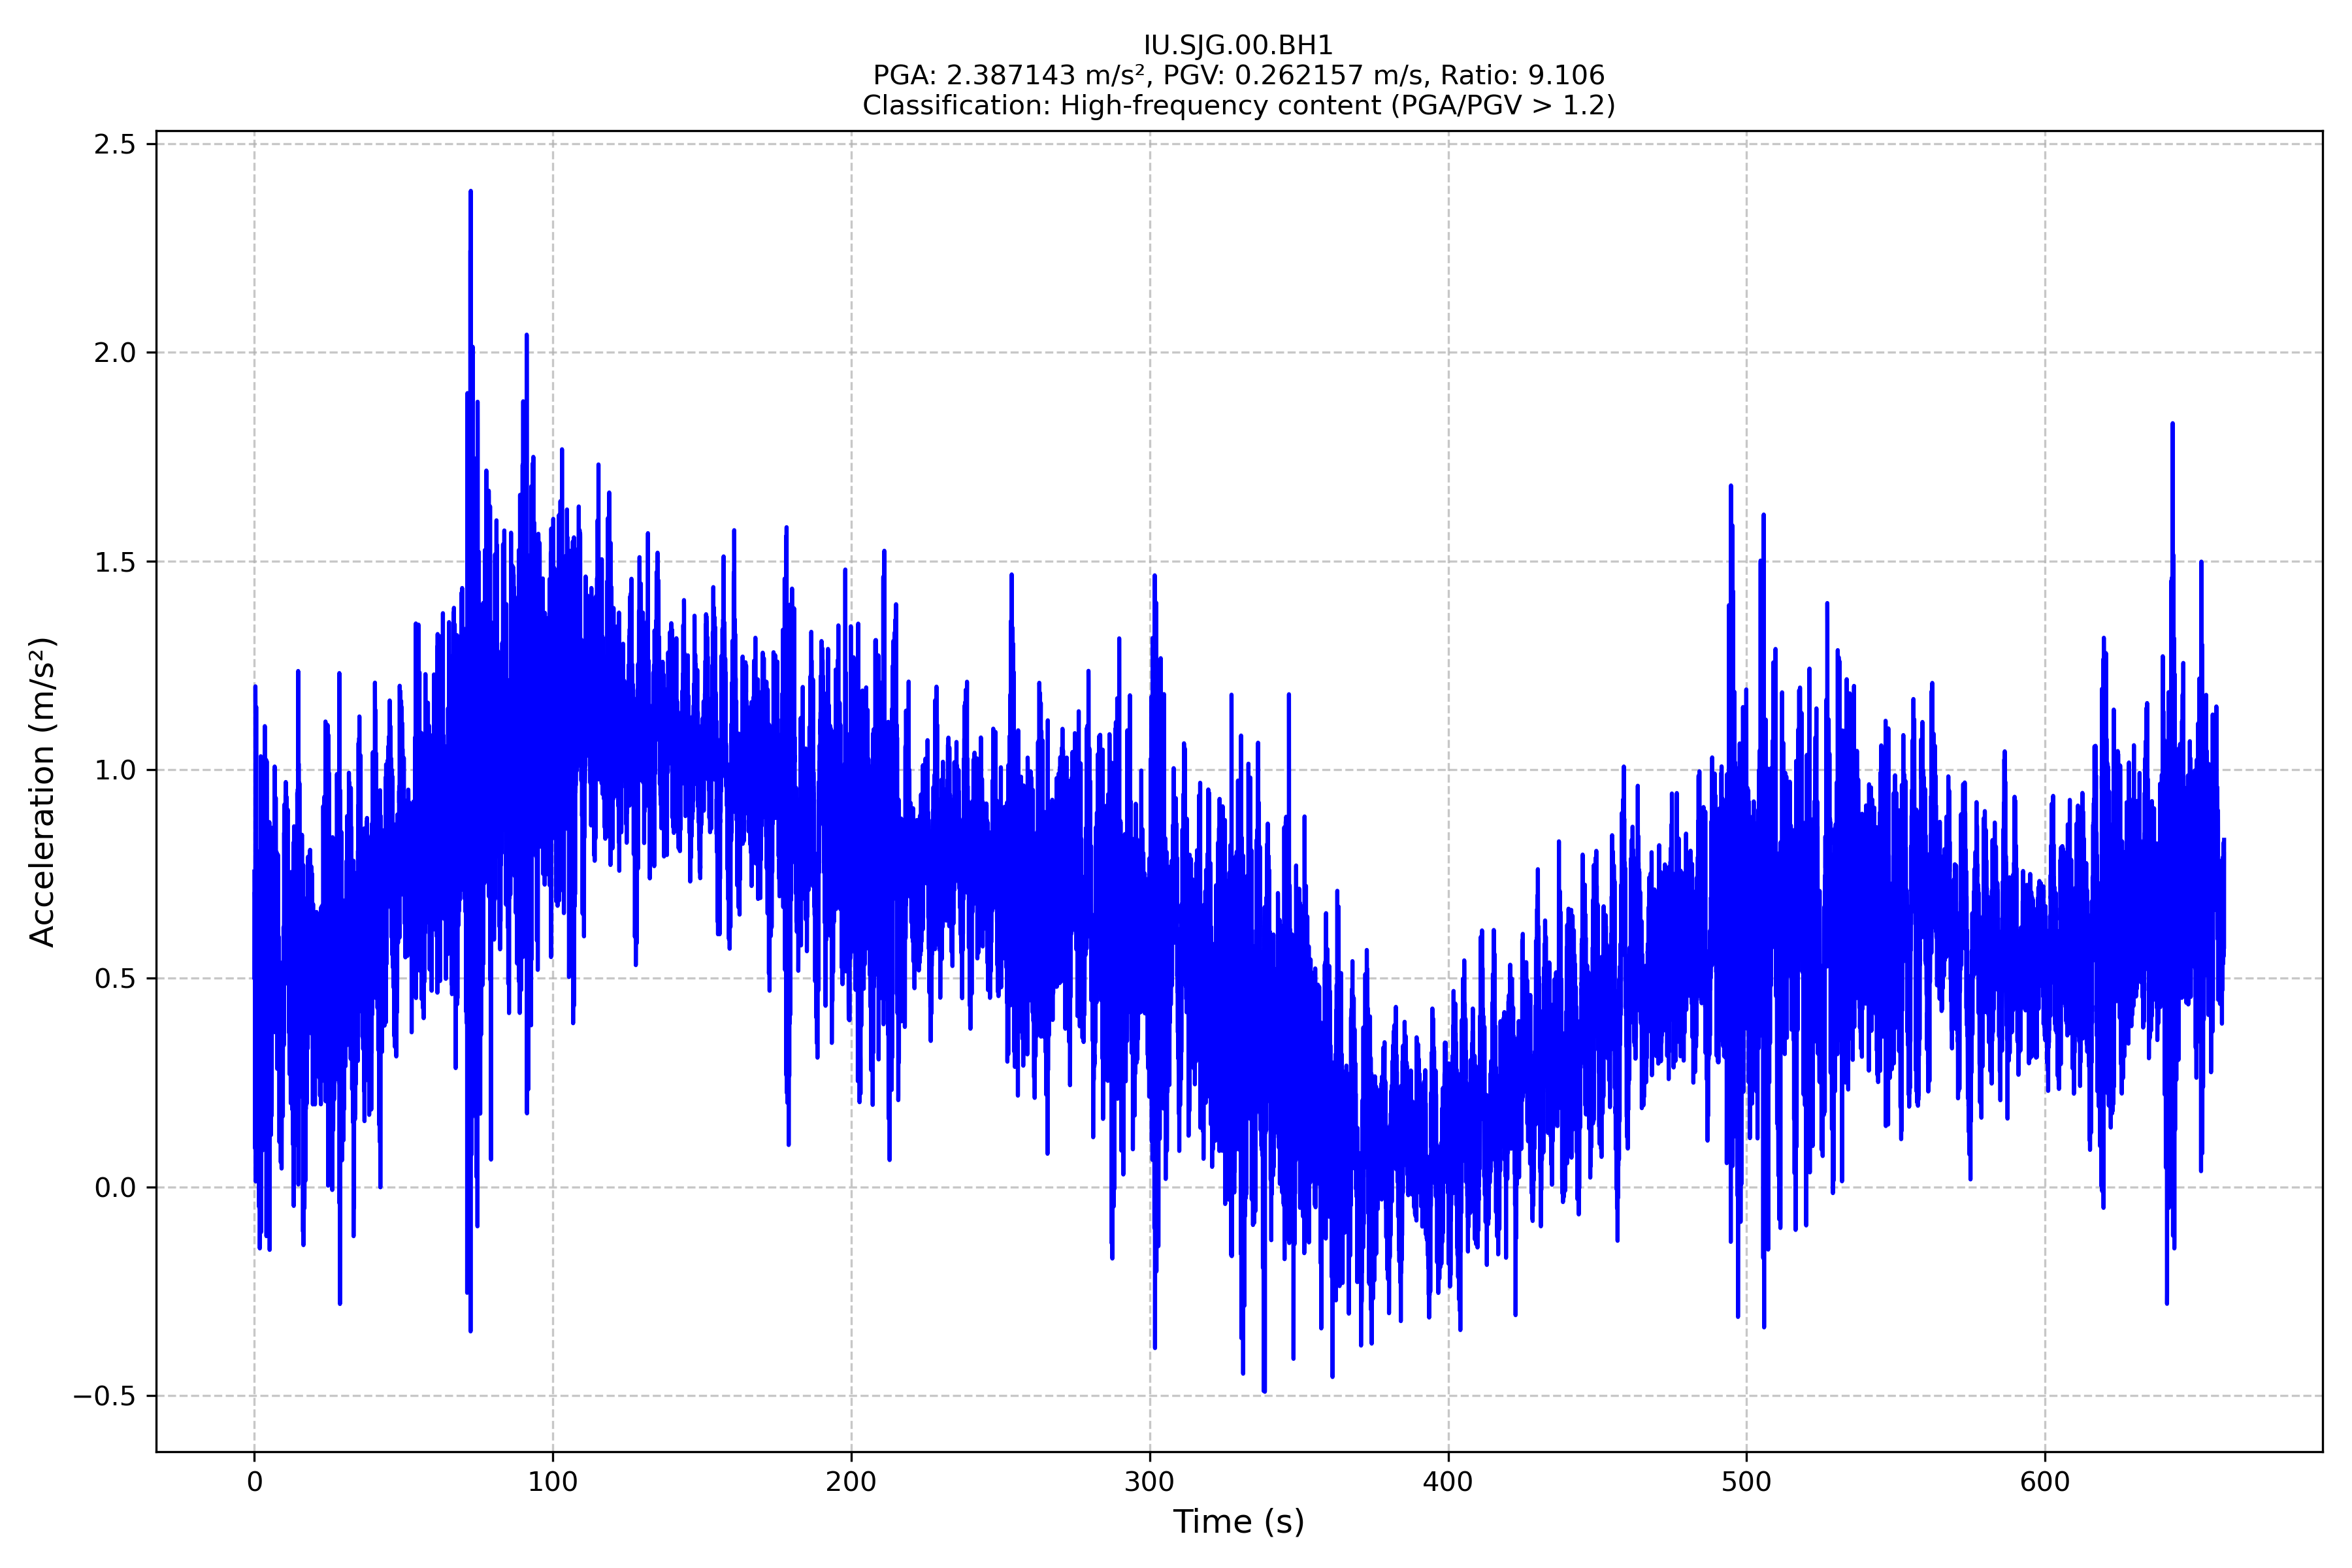 IU.SJG.00.BH1
PGA: 2.387143 m/s², PGV: 0.262157 m/s, Ratio: 9.106
Classification: High-frequency content (PGA/PGV > 1.2)
2.5
2.0
1.5
1.0
0.5
0.0
−0.5
Acceleration (m/s²)
0 100 200 300 400 500 600
Time (s)